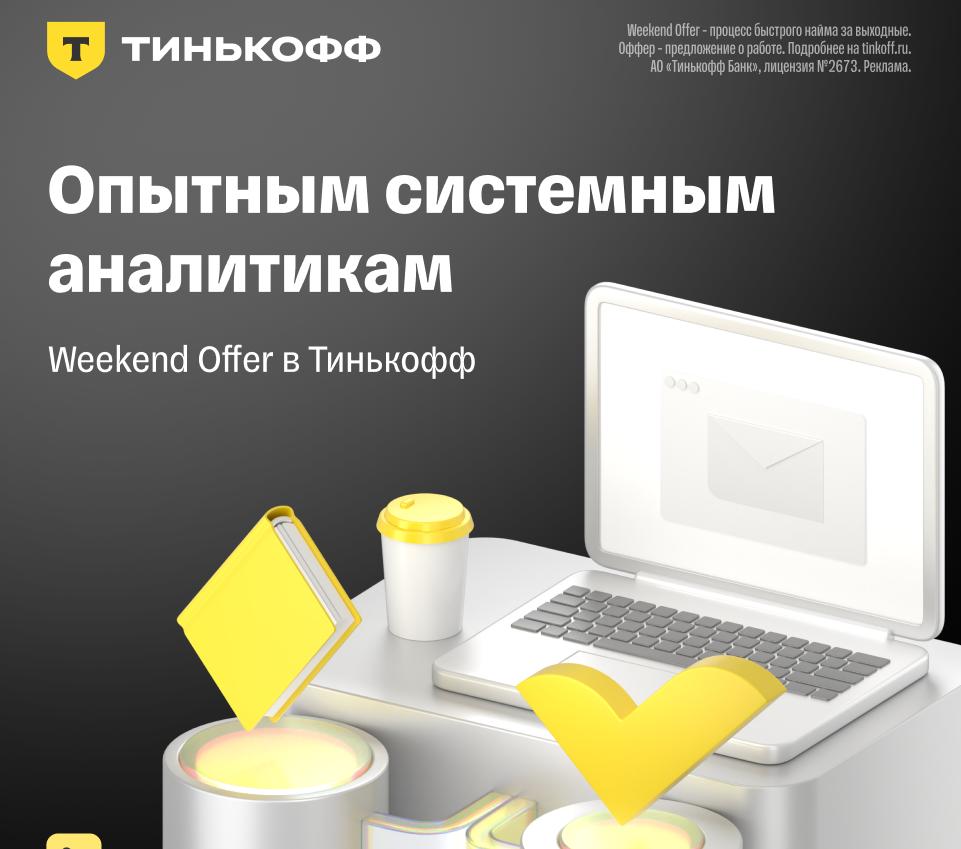 ТИНЬКОФФ
Weekend Offer - процесс быстрого найма за выходные.
Оффер - предложение о работе. Подробнее на tinkoff.ru.
АО «Тинькофф Банк», лицензия №2673. Реклама.
Опытным системным
аналитикам
Weekend Offer в Тинькофф